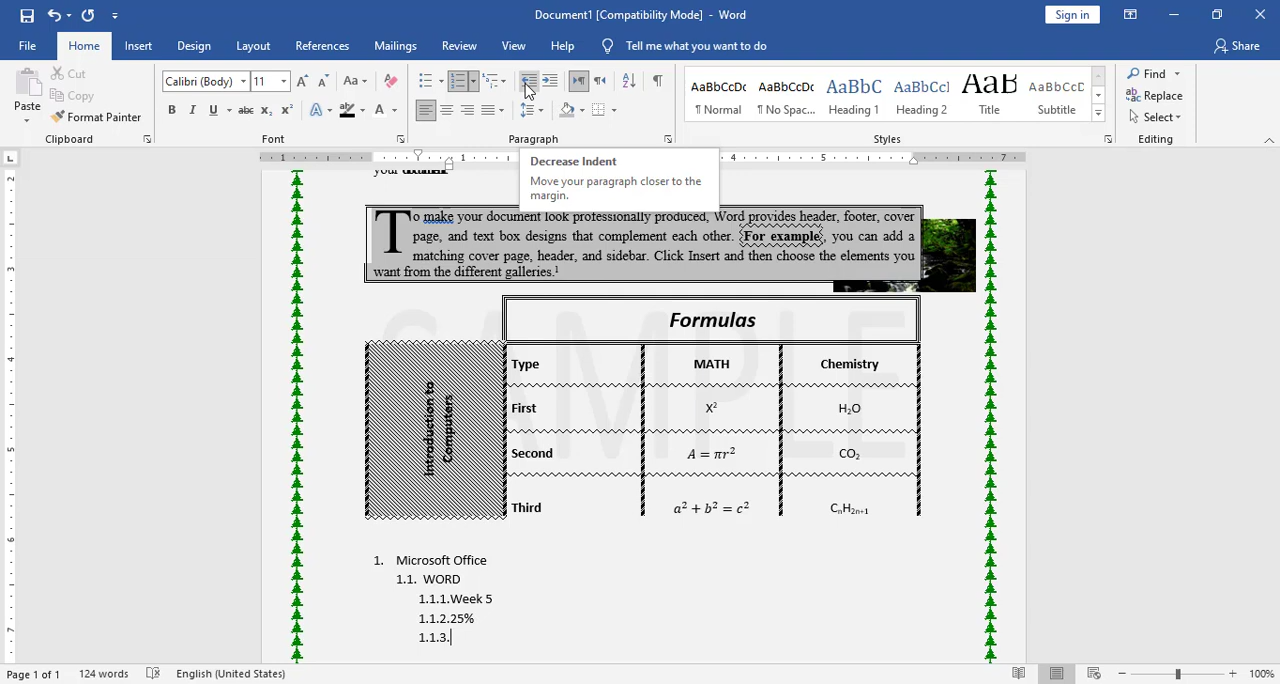 Document1 [Compatibility Mode] - Word
Sign in
File Home Insert Design Layout References Mailings Review View Help Tell me what you want to do Share
Paste
Cut
Copy
Format Painter
Clipboard
Calibri (Body) 11
Font
Paragraph
AaBbCcDc
¶ Normal
AaBbCcDc
¶ No Spac...
AaBbC
Heading 1
AaBbCcI
Heading 2
AaB
Title
AaBbCcD
Subtitle
Styles
Find
Replace
Select
Editing
Decrease Indent
Move your paragraph closer to the
margin.
1 1 4 5 7
your document
To make your document look professionally produced, Word provides header, footer, cover
page, and text box designs that complement each other. For example, you can add a
matching cover page, header, and sidebar. Click Insert and then choose the elements you
want from the different galleries.¹
SAMPLE
Formulas
Introduction to
Computers
Type MATH Chemistry
First X² H₂O
Second A = πr² CO₂
Third a² + b² = c² CₙH₂ₙ₊₁
1. Microsoft Office
1.1. WORD
1.1.1.Week 5
1.1.2.25%
1.1.3.
Page 1 of 1 124 words English (United States) 100%